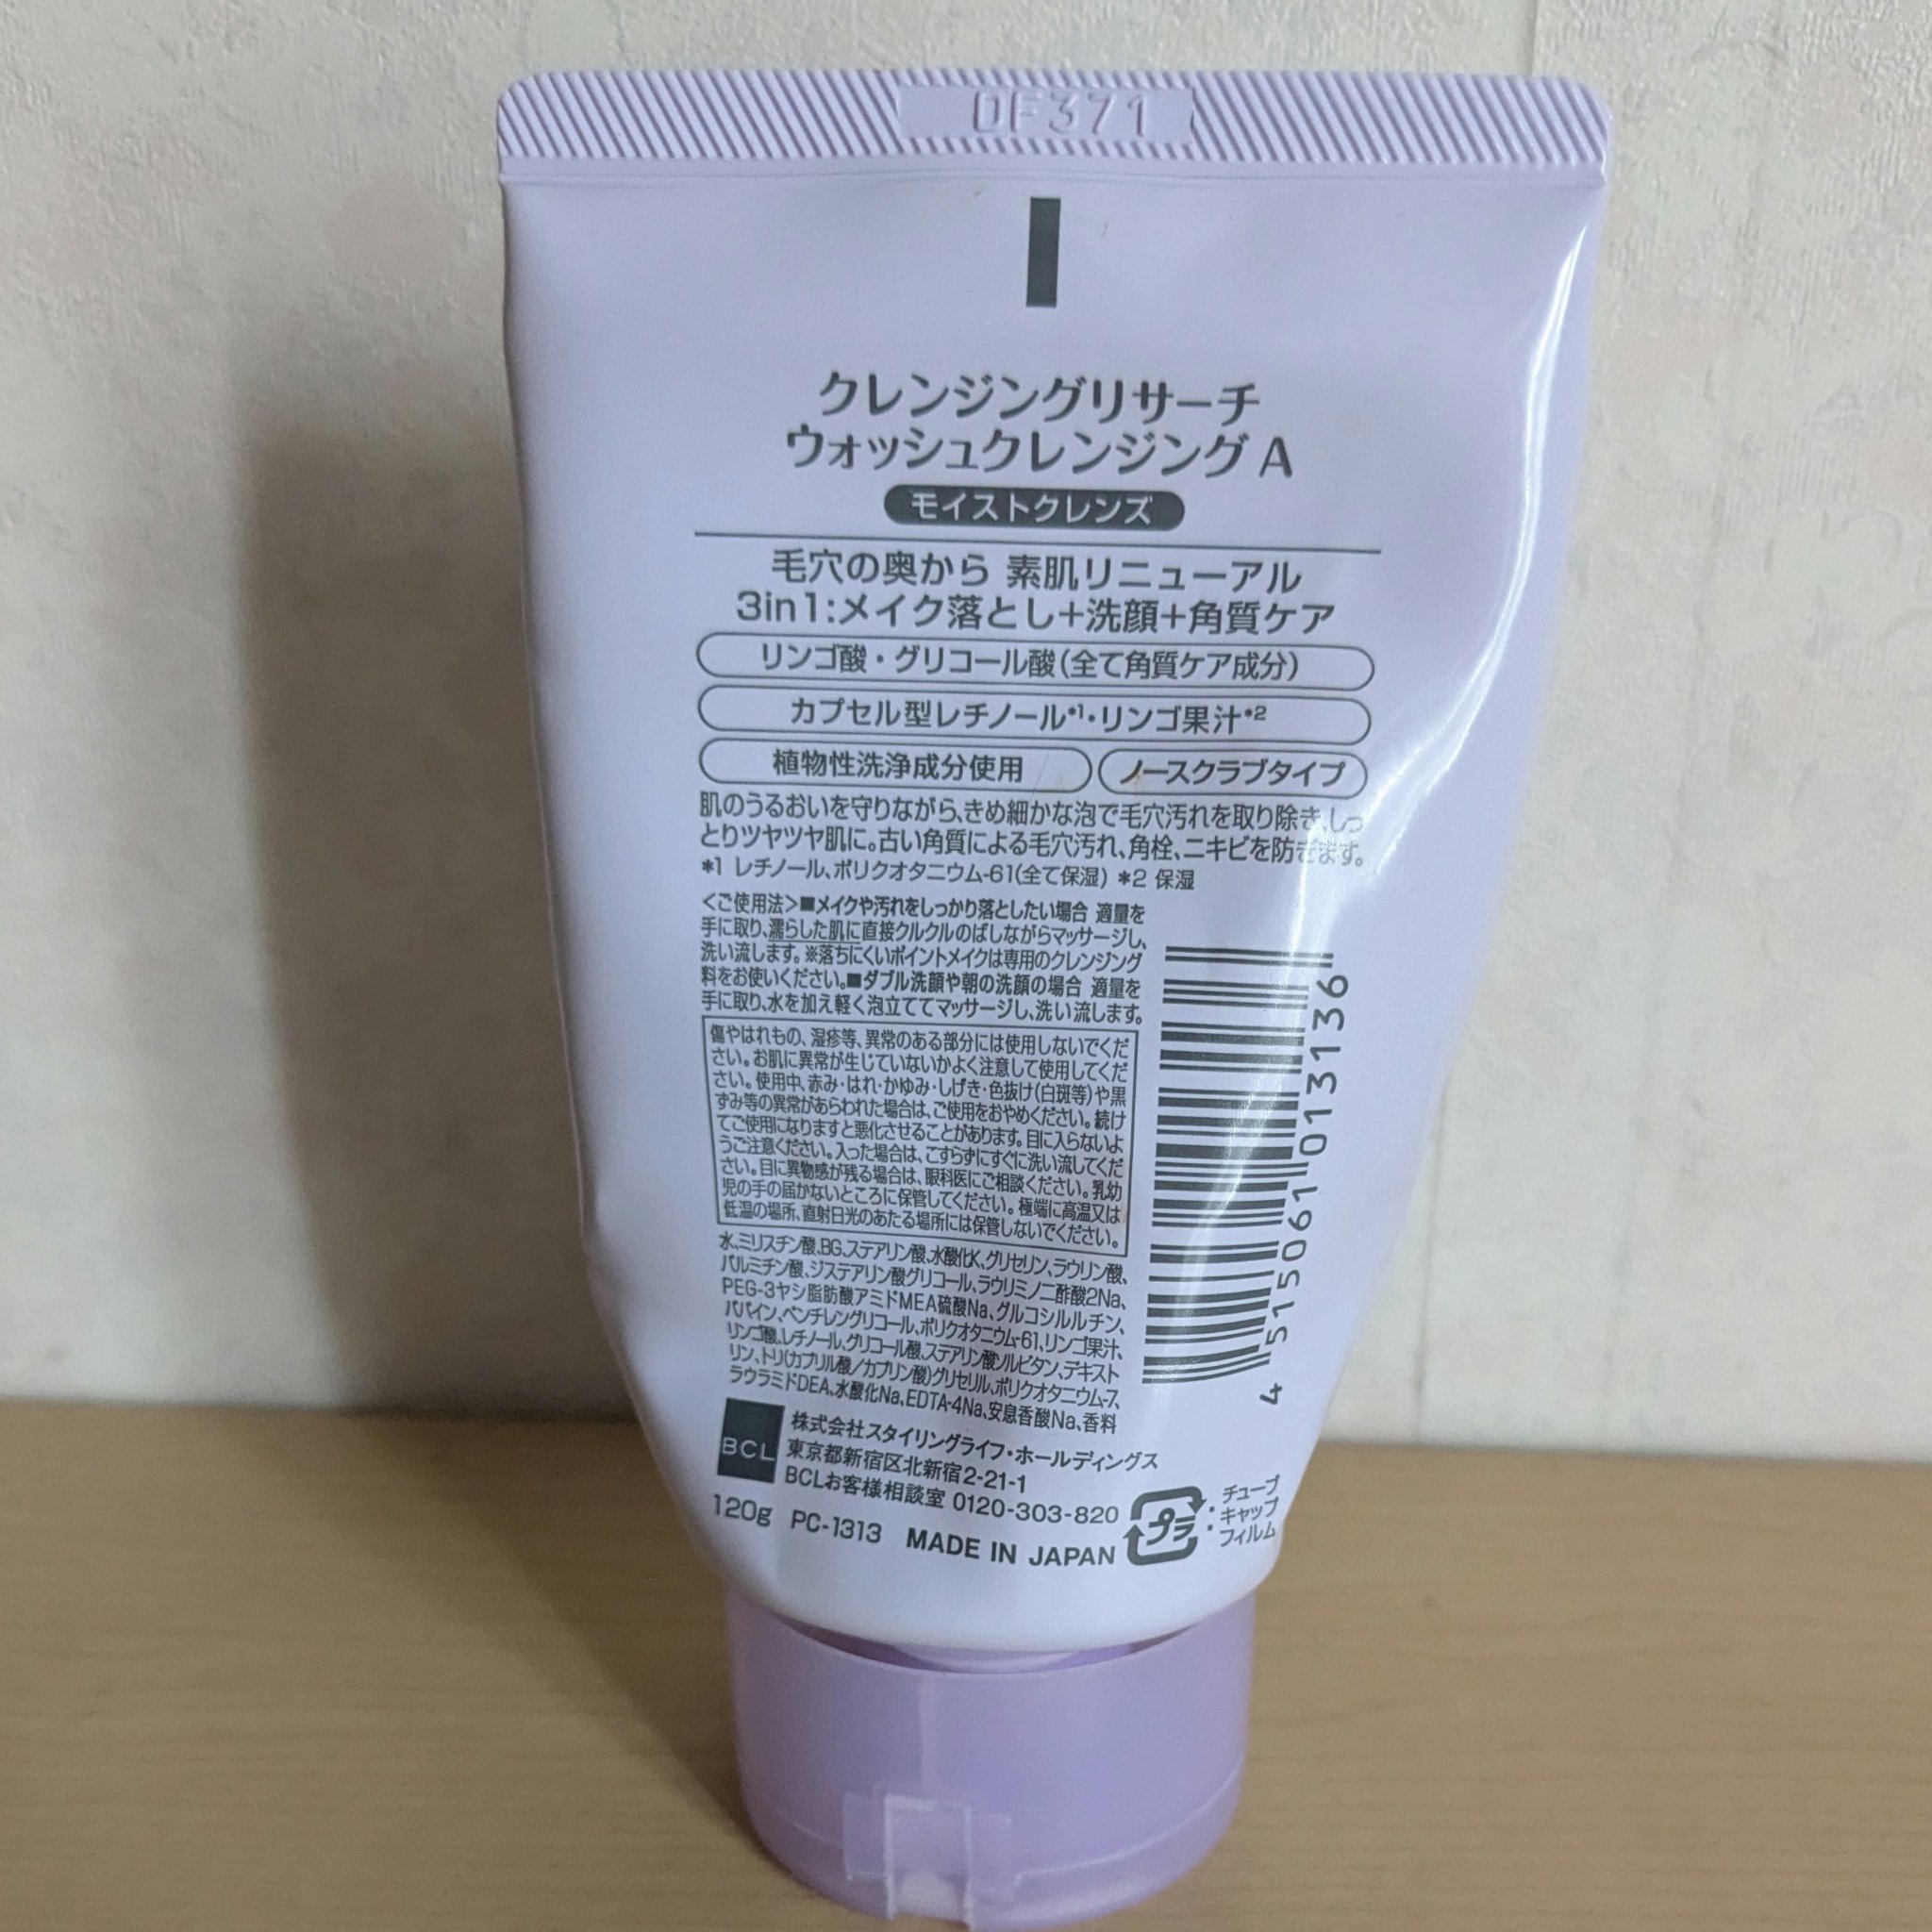 DF371
クレンジングリサーチ
ウォッシュクレンジング A
モイストクレンズ
毛穴の奥から 素肌リニューアル
3in1:メイク落とし+洗顔+角質ケア
リンゴ酸・グリコール酸(全て角質ケア成分)
カプセル型レチノール*1・リンゴ果汁*2
植物性洗浄成分使用 ノースクラブタイプ
肌のうるおいを守りながら、きめ細かな泡で毛穴汚れを取り除き、しっ
とりツヤツヤ肌に。古い角質による毛穴汚れ、角栓、ニキビを防ぎます。
*1 レチノール、ポリクオタニウム-61(全て保湿) *2 保湿
<ご使用法>■メイクや汚れをしっかり落としたい場合 適量を
手に取り、濡らした肌に直接クルクルのばしながらマッサージし、
洗い流します。※落ちにくいポイントメイクは専用のクレンジング
料をお使いください。■ダブル洗顔や朝の洗顔の場合 適量を
手に取り、水を加え軽く泡立ててマッサージし、洗い流します。
傷やはれもの、湿疹等、異常のある部分には使用しないでくだ
さい。お肌に異常が生じていないかよく注意して使用してくだ
さい。使用中、赤み・はれ・かゆみ・しげき・色抜け(白斑等)や黒
ずみ等の異常があらわれた場合は、ご使用をおやめください。続け
てご使用になりますと悪化させることがあります。目に入らないよ
うご注意ください。入った場合は、こすらずにすぐに洗い流してくだ
さい。目に異物感が残る場合は、眼科医にご相談ください。乳幼
児の手の届かないところに保管してください。極端に高温又は
低温の場所、直射日光のあたる場所には保管しないでください。
水、ミリスチン酸、BG、ステアリン酸、水酸化K、グリセリン、ラウリン酸、
パルミチン酸、ジステアリン酸グリコール、ラウリミノ二酢酸2Na、
PEG-3ヤシ脂肪酸アミドMEA硫酸Na、グルコシルルチン、
パパイン、ペンチレングリコール、ポリクオタニウム-61、リンゴ果汁、
リンゴ酸、レチノール、グリコール酸、ステアリン酸ソルビタン、デキスト
リン、トリ(カプリル酸/カプリン酸)グリセリル、ポリクオタニウム-7、
ラウラミドDEA、水酸化Na、EDTA-4Na、安息香酸Na、香料
4 515061 013136
BCL
株式会社スタイリングライフ・ホールディングス
東京都新宿区北新宿2-21-1
BCLお客様相談室 0120-303-820
120g PC-1313 MADE IN JAPAN
プラ
チューブ
・キャップ
・フィルム